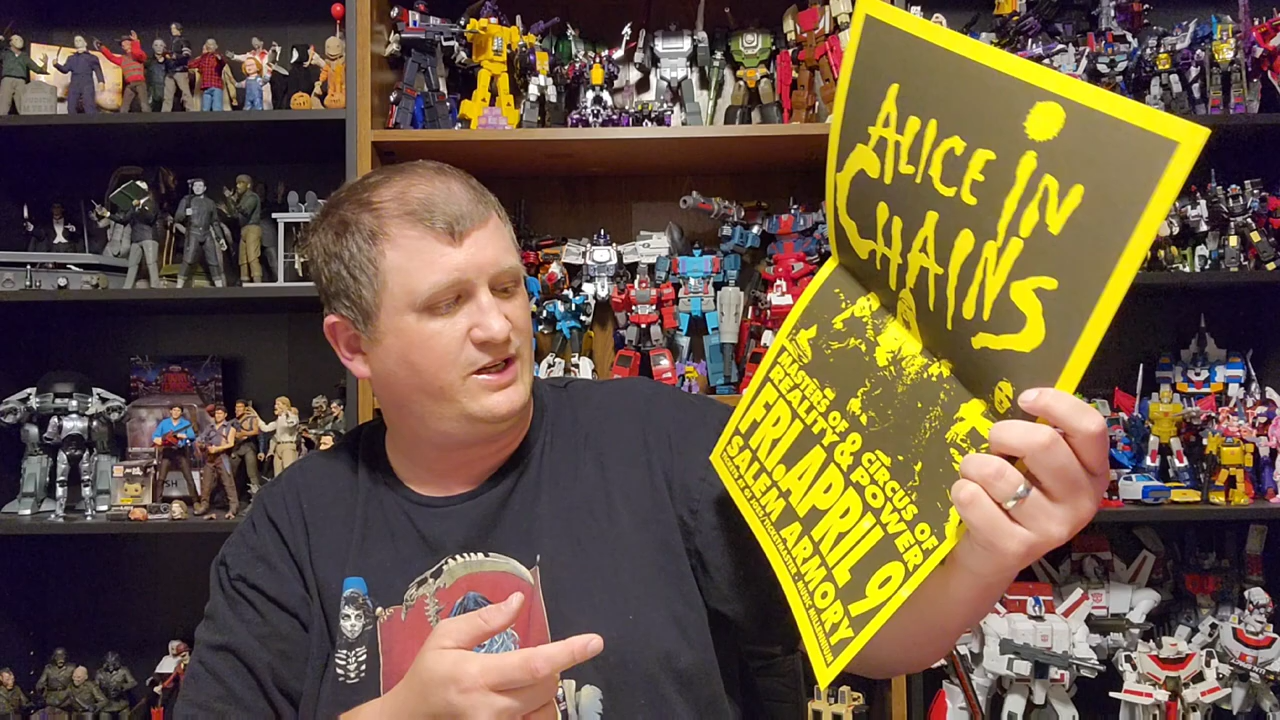 ALICE IN
CHAINS
MASTERS OF
REALITY & CIRCUS OF
POWER
FRI. APRIL 9
SALEM ARMORY